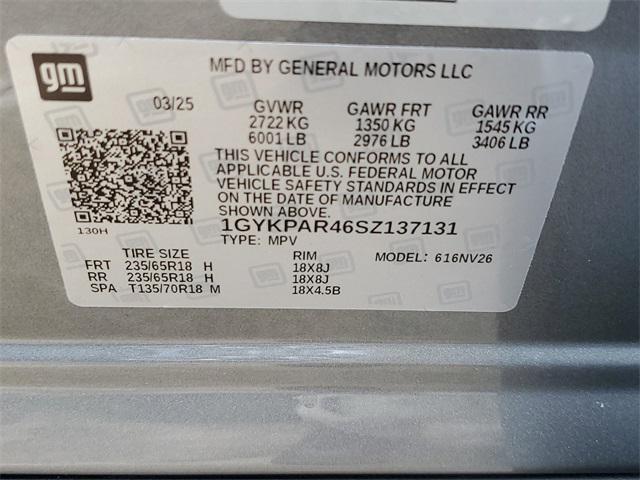 gm
MFD BY GENERAL MOTORS LLC
03/25 GVWR GAWR FRT GAWR RR
2722 KG 1350 KG 1545 KG
6001 LB 2976 LB 3406 LB
THIS VEHICLE CONFORMS TO ALL
APPLICABLE U.S. FEDERAL MOTOR
VEHICLE SAFETY STANDARDS IN EFFECT
ON THE DATE OF MANUFACTURE
SHOWN ABOVE.
130H
1GYKPAR46SZ137131
TYPE: MPV MODEL: 616NV26
TIRE SIZE RIM
FRT 235/65R18 H 18X8J
RR 235/65R18 H 18X8J
SPA T135/70R18 M 18X4.5B